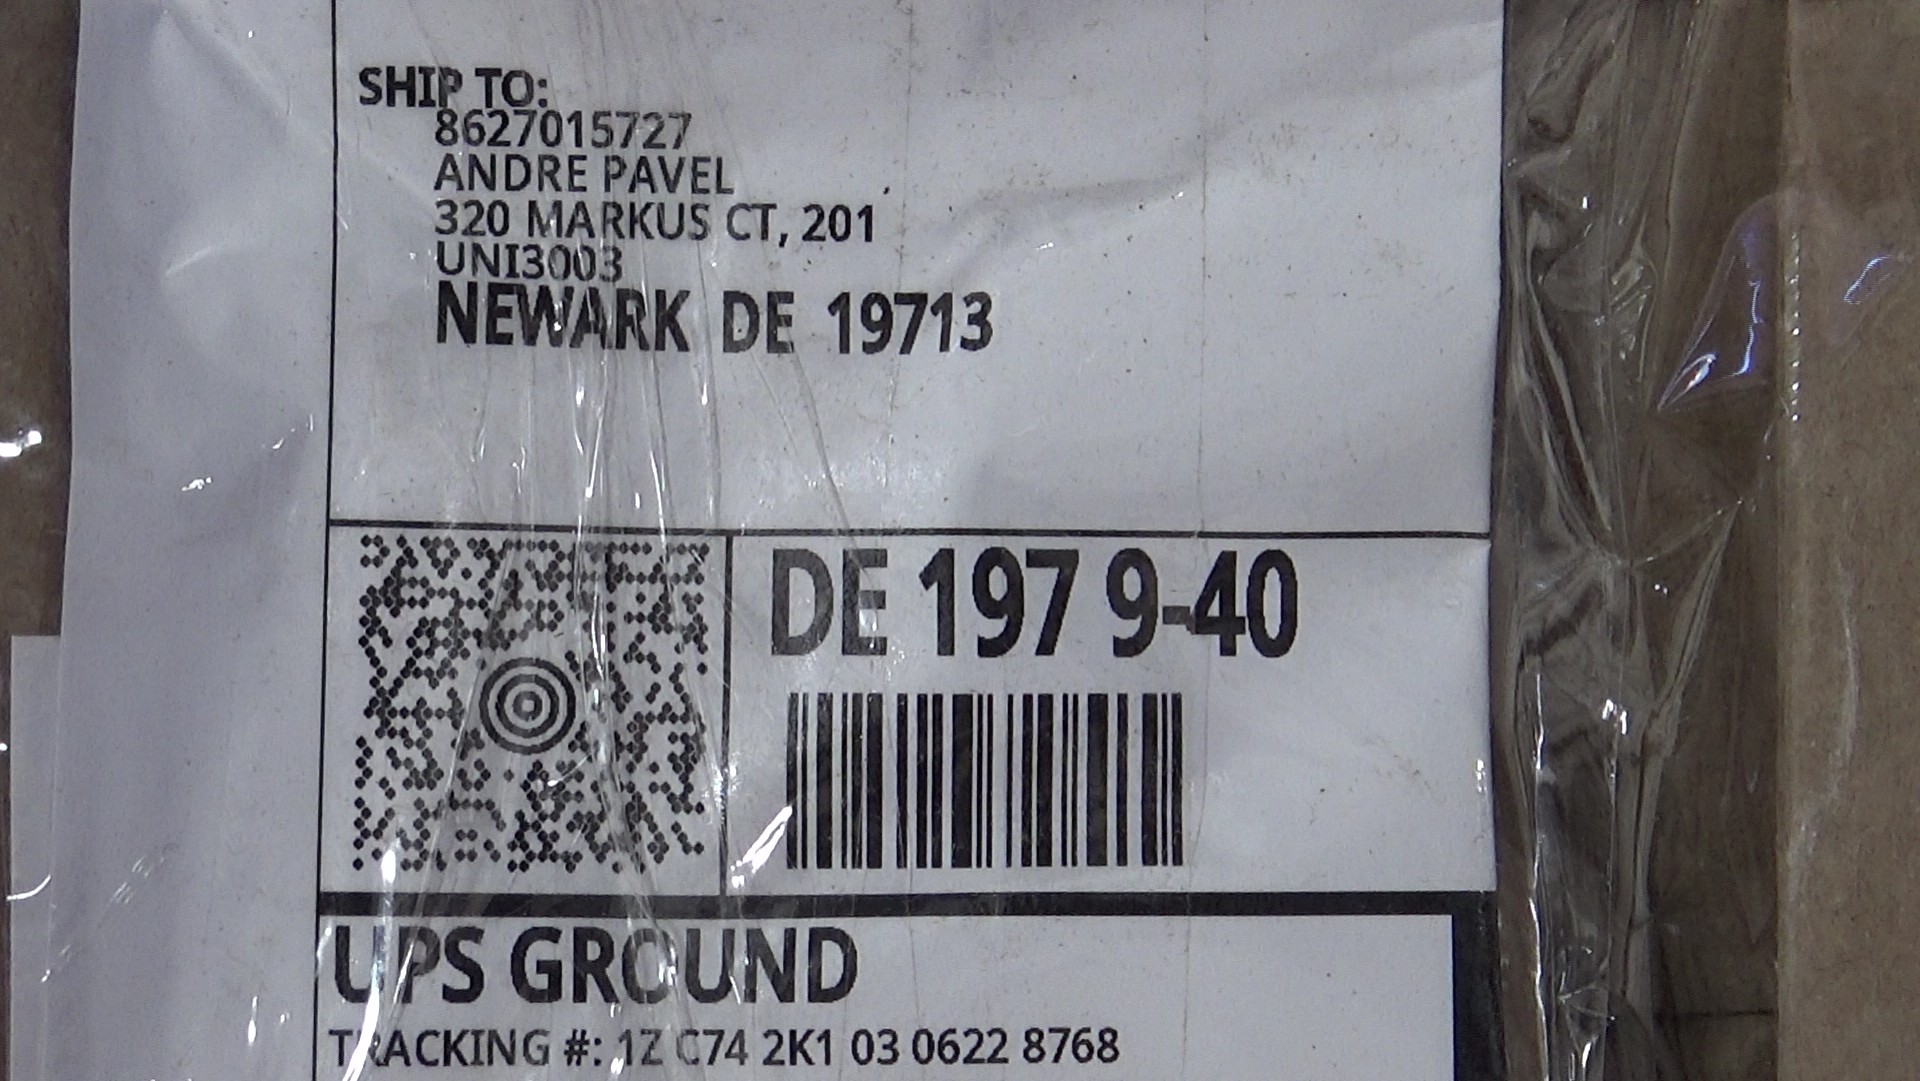 SHIP TO:
8627015727
ANDRE PAVEL
320 MARKUS CT, 201
UNI3003
NEWARK DE 19713
DE 197 9-40
UPS GROUND
TRACKING #: 1Z C74 2K1 03 0622 8768